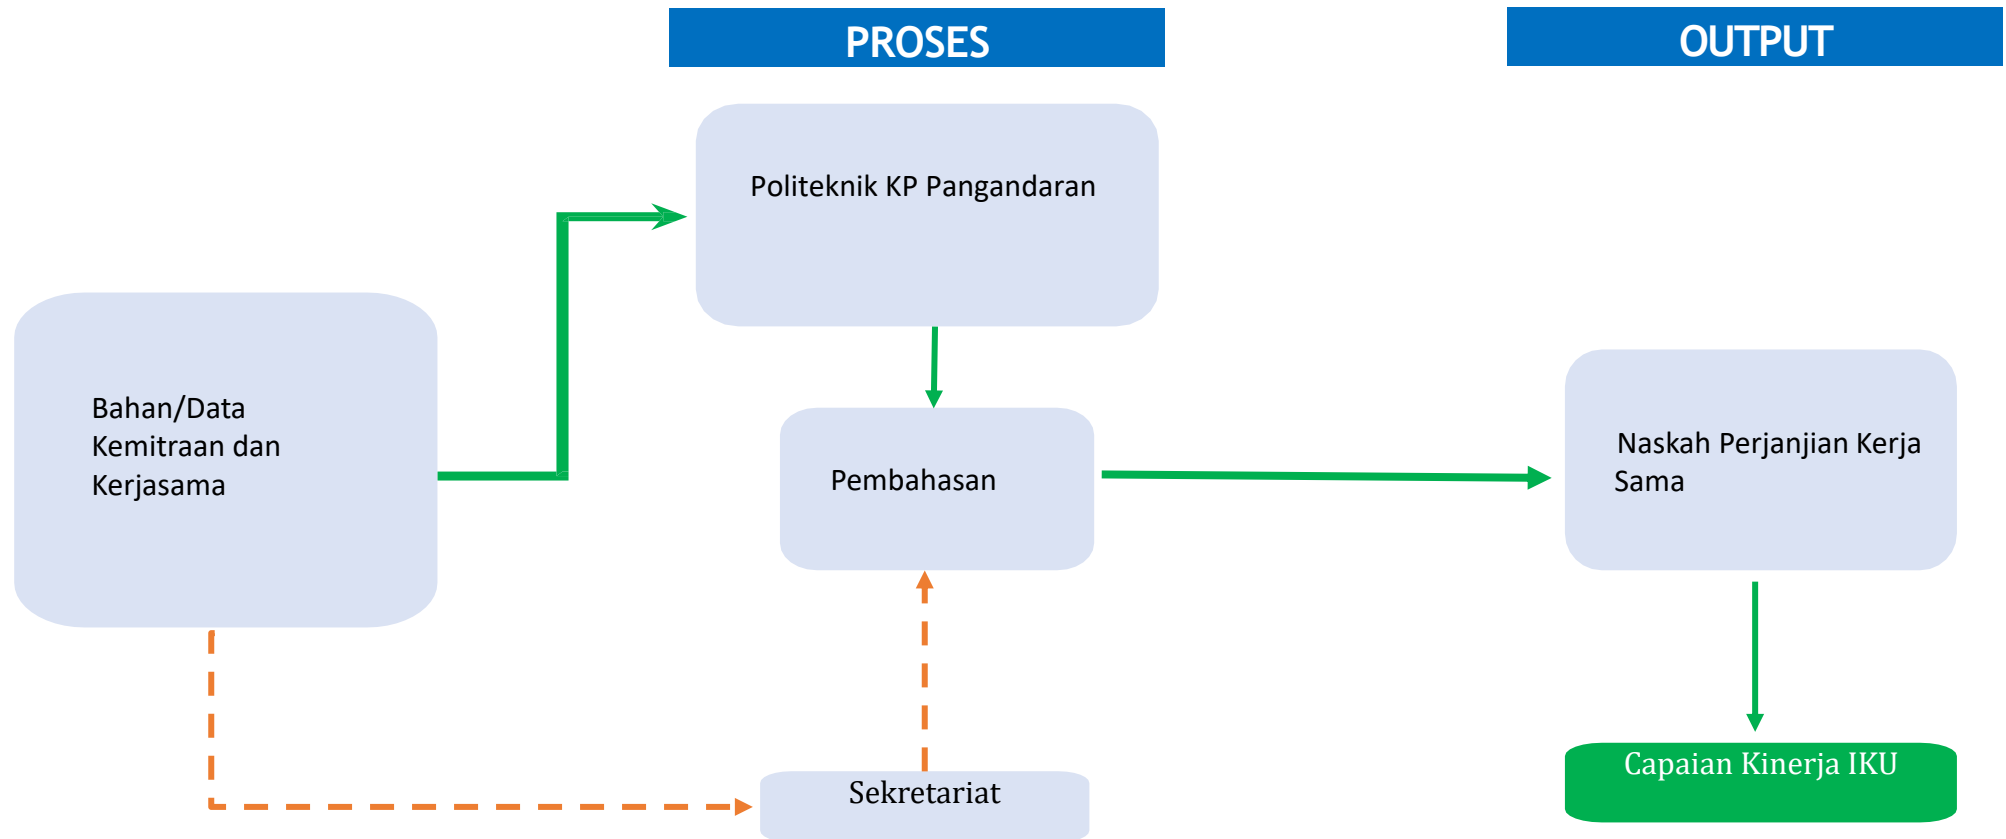 PROSES
OUTPUT
Politeknik KP Pangandaran
Bahan/Data
Kemitraan dan
Kerjasama
Pembahasan
Naskah Perjanjian Kerja
Sama
Sekretariat
Capaian Kinerja IKU